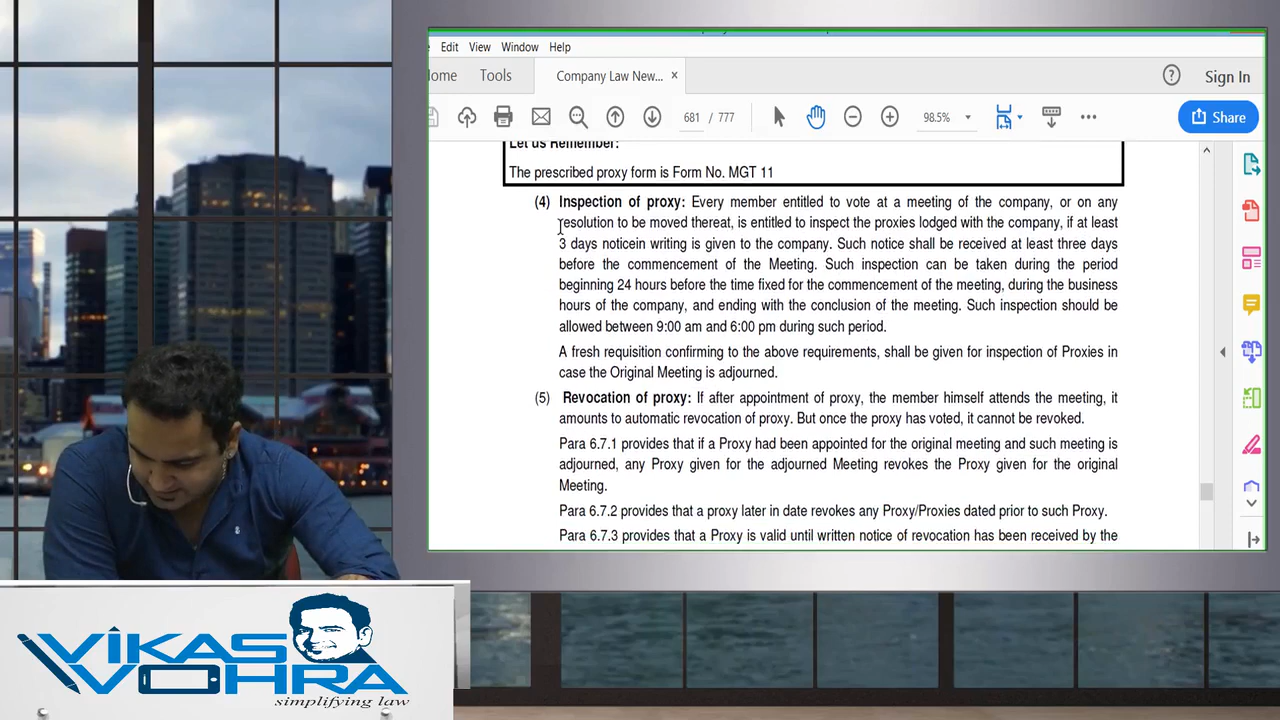 Edit View Window Help
ome Tools Company Law New... × Sign In
681 / 777 98.5% Share
Let us Remember:
The prescribed proxy form is Form No. MGT 11
(4) Inspection of proxy: Every member entitled to vote at a meeting of the company, or on any
resolution to be moved thereat, is entitled to inspect the proxies lodged with the company, if at least
3 days noticein writing is given to the company. Such notice shall be received at least three days
before the commencement of the Meeting. Such inspection can be taken during the period
beginning 24 hours before the time fixed for the commencement of the meeting, during the business
hours of the company, and ending with the conclusion of the meeting. Such inspection should be
allowed between 9:00 am and 6:00 pm during such period.
A fresh requisition confirming to the above requirements, shall be given for inspection of Proxies in
case the Original Meeting is adjourned.
(5) Revocation of proxy: If after appointment of proxy, the member himself attends the meeting, it
amounts to automatic revocation of proxy. But once the proxy has voted, it cannot be revoked.
Para 6.7.1 provides that if a Proxy had been appointed for the original meeting and such meeting is
adjourned, any Proxy given for the adjourned Meeting revokes the Proxy given for the original
Meeting.
Para 6.7.2 provides that a proxy later in date revokes any Proxy/Proxies dated prior to such Proxy.
Para 6.7.3 provides that a Proxy is valid until written notice of revocation has been received by the
VIKAS
VOHRA
simplifying law